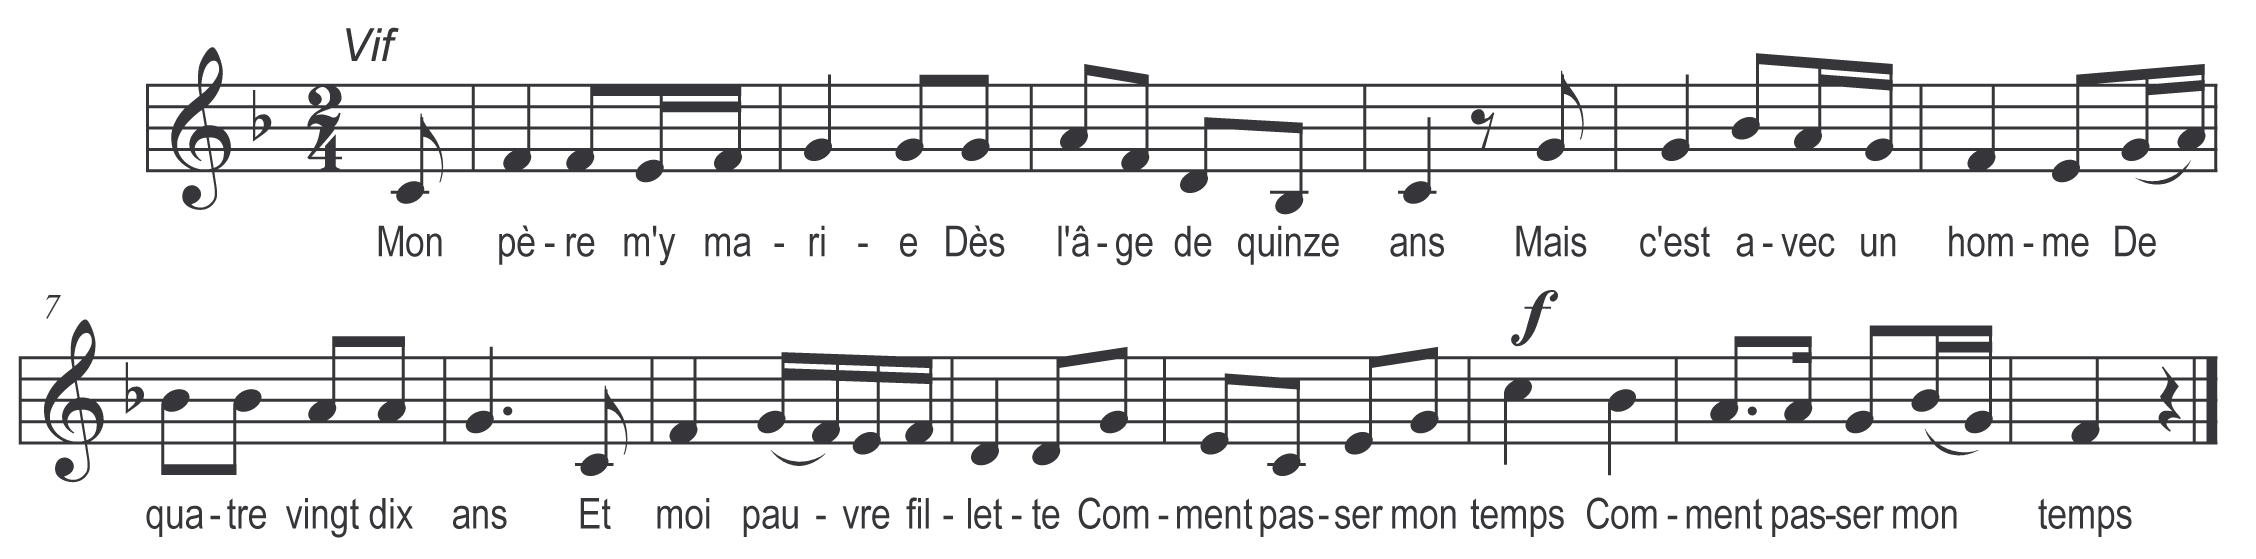 Vif
Mon pè - re m'y ma - ri - e Dès l'â - ge de quinze ans Mais c'est a - vec un hom - me De
7
f
qua - tre vingt dix ans Et moi pau - vre fil - let - te Com - ment pas - ser mon temps Com - ment pas-ser mon temps